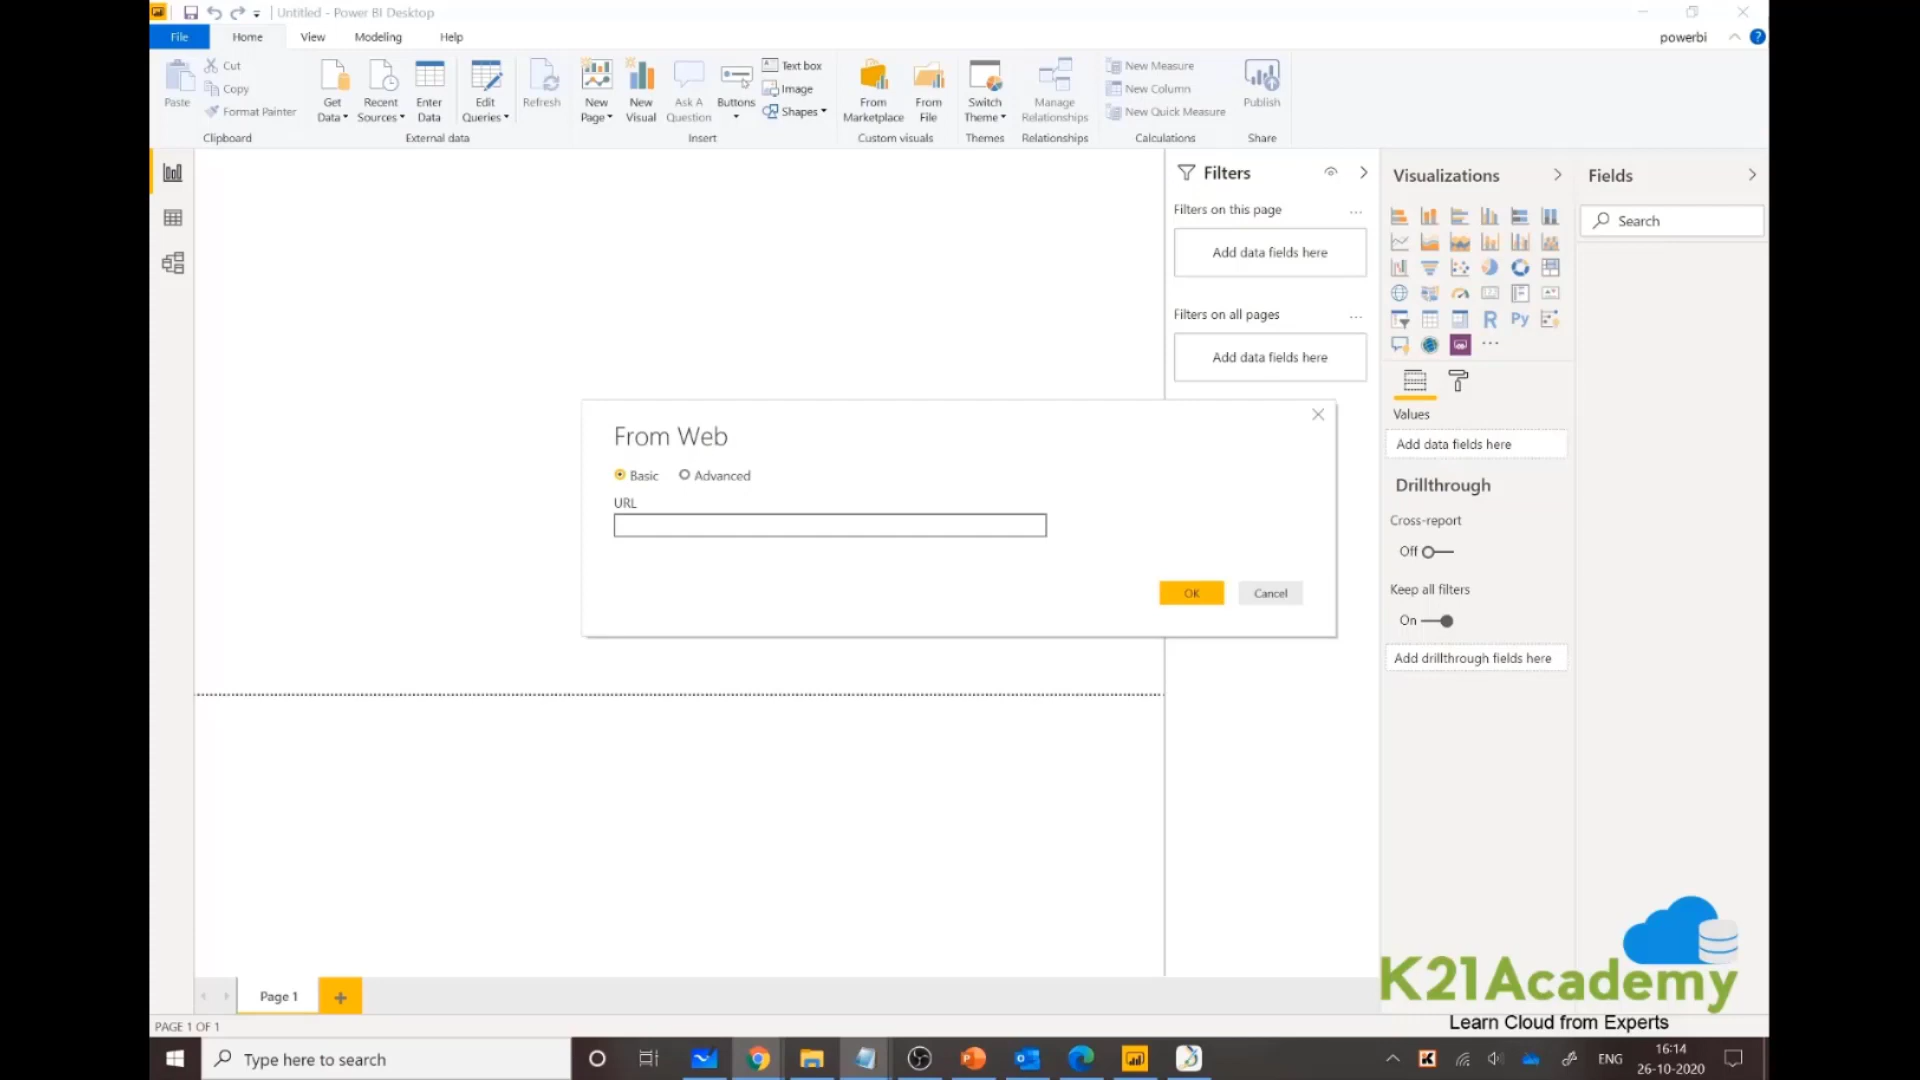 Untitled - Power BI Desktop
File
Home
View
Modeling
Help
powerbi
?
Paste
Cut
Copy
Format Painter
Clipboard
Get Data
Recent Sources
Enter Data
External data
Edit Queries
Refresh
New Page
New Visual
Ask A Question
Buttons
Text box
Image
Shapes
Insert
From Marketplace
From File
Custom visuals
Switch Theme
Themes
Manage Relationships
Relationships
New Measure
New Column
New Quick Measure
Calculations
Publish
Share
Filters
Filters on this page
...
Add data fields here
Filters on all pages
...
Add data fields here
Visualizations
R
Py
...
Values
Add data fields here
Drillthrough
Cross-report
Off
Keep all filters
On
Add drillthrough fields here
Fields
Search
From Web
Basic
Advanced
URL
OK
Cancel
Page 1
+
PAGE 1 OF 1
K21Academy
Learn Cloud from Experts
Type here to search
ENG
16:14
26-10-2020